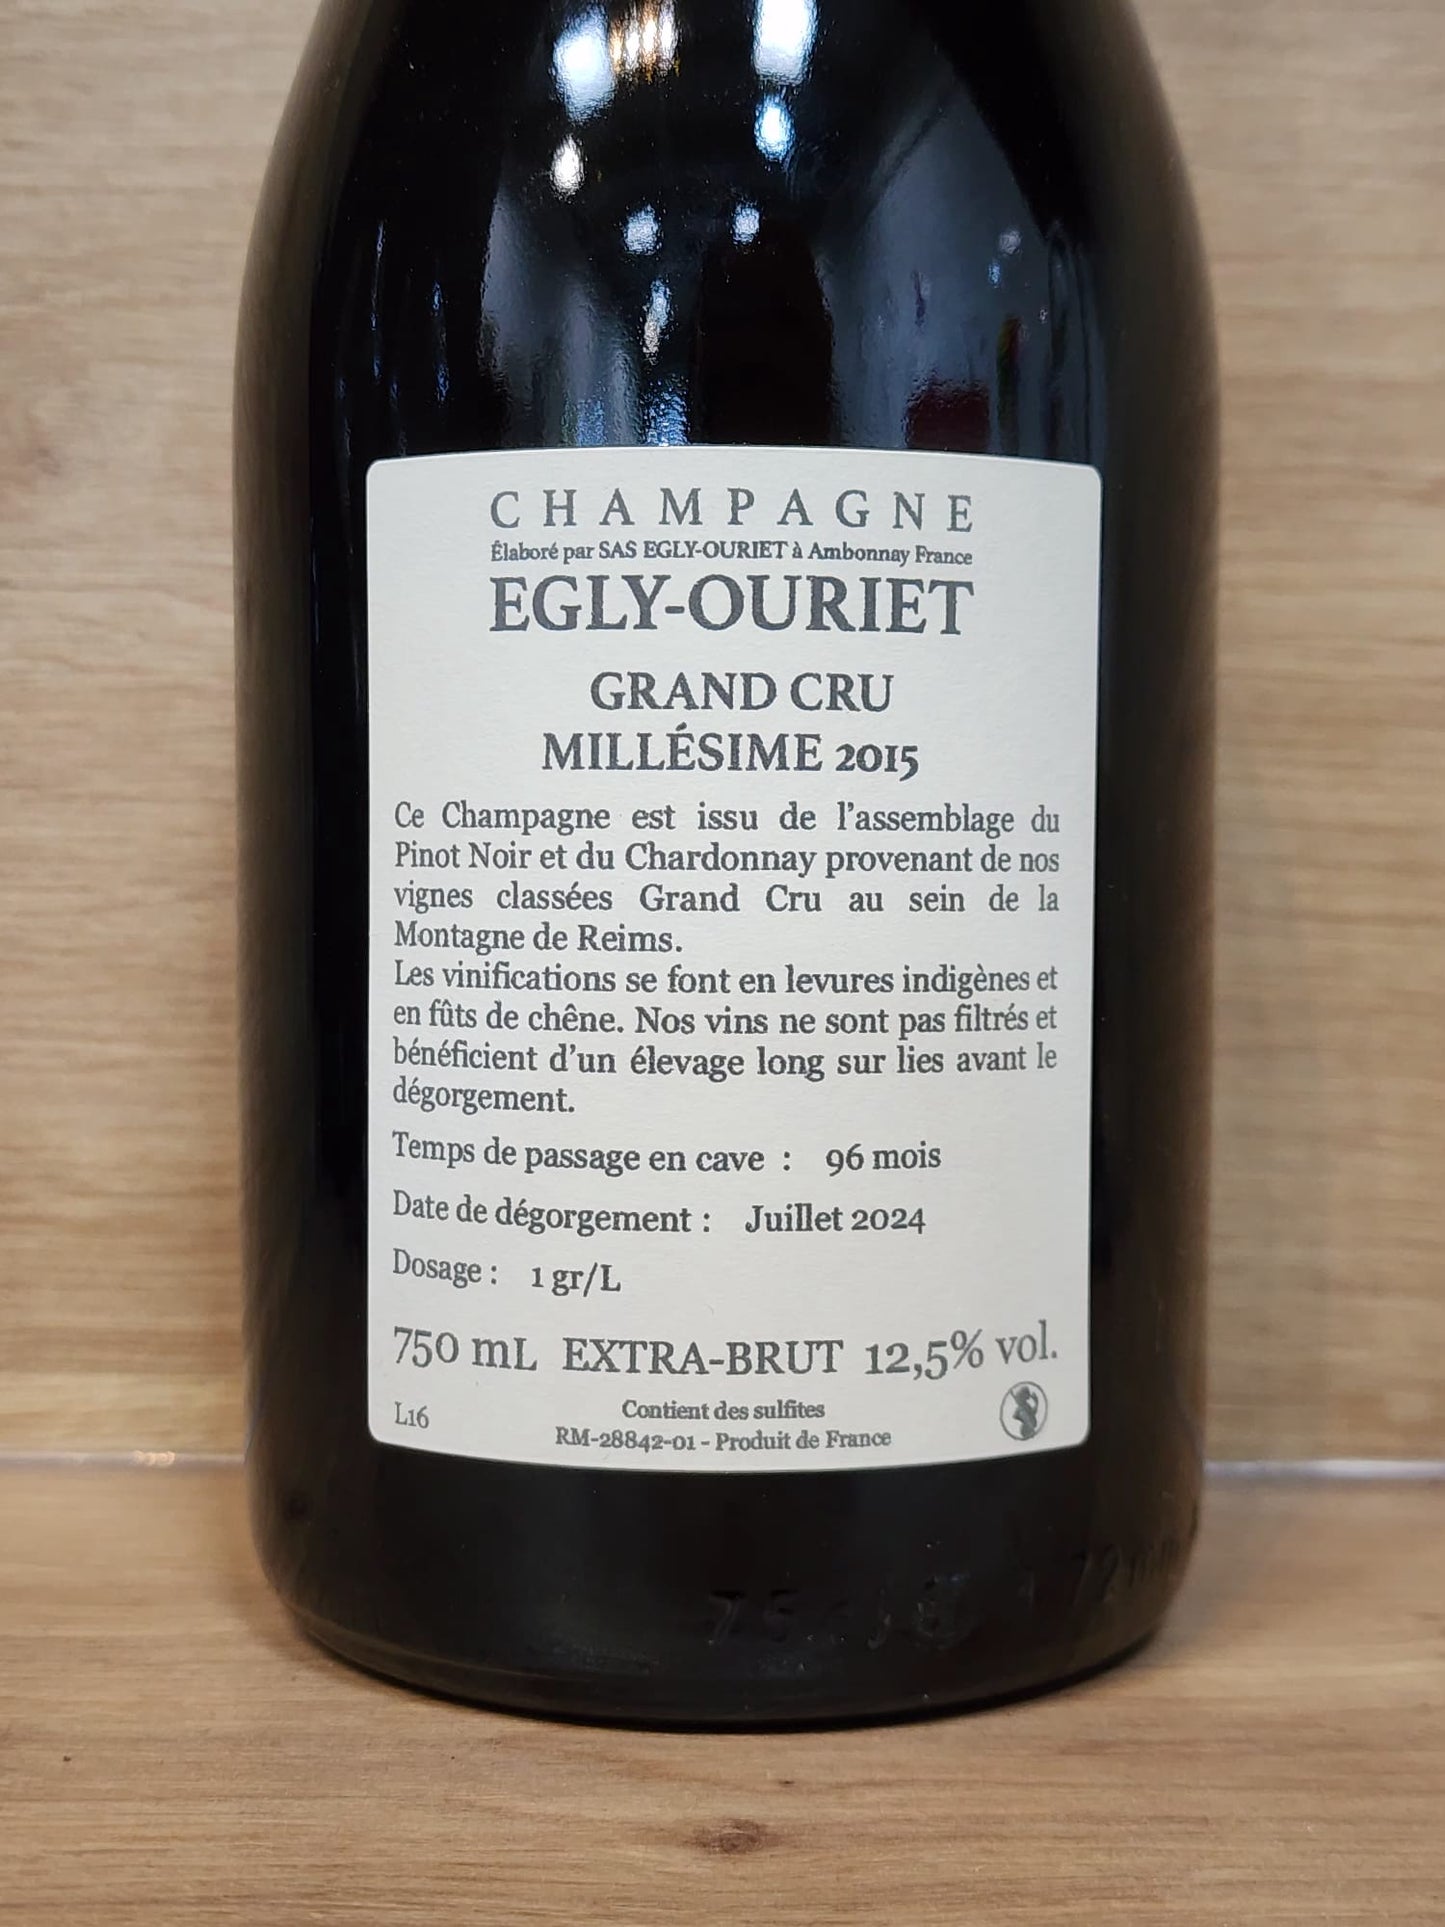 CHAMPAGNE
Élaboré par SAS EGLY-OURIET à Ambonnay France
EGLY-OURIET
GRAND CRU
MILLÉSIME 2015
Ce Champagne est issu de l'assemblage du
Pinot Noir et du Chardonnay provenant de nos
vignes classées Grand Cru au sein de la
Montagne de Reims.
Les vinifications se font en levures indigènes et
en fûts de chêne. Nos vins ne sont pas filtrés et
bénéficient d'un élevage long sur lies avant le
dégorgement.
Temps de passage en cave : 96 mois
Date de dégorgement : Juillet 2024
Dosage : 1 gr/L
750 mL EXTRA-BRUT 12,5% vol.
Contient des sulfites
L16
RM-28842-01 - Produit de France